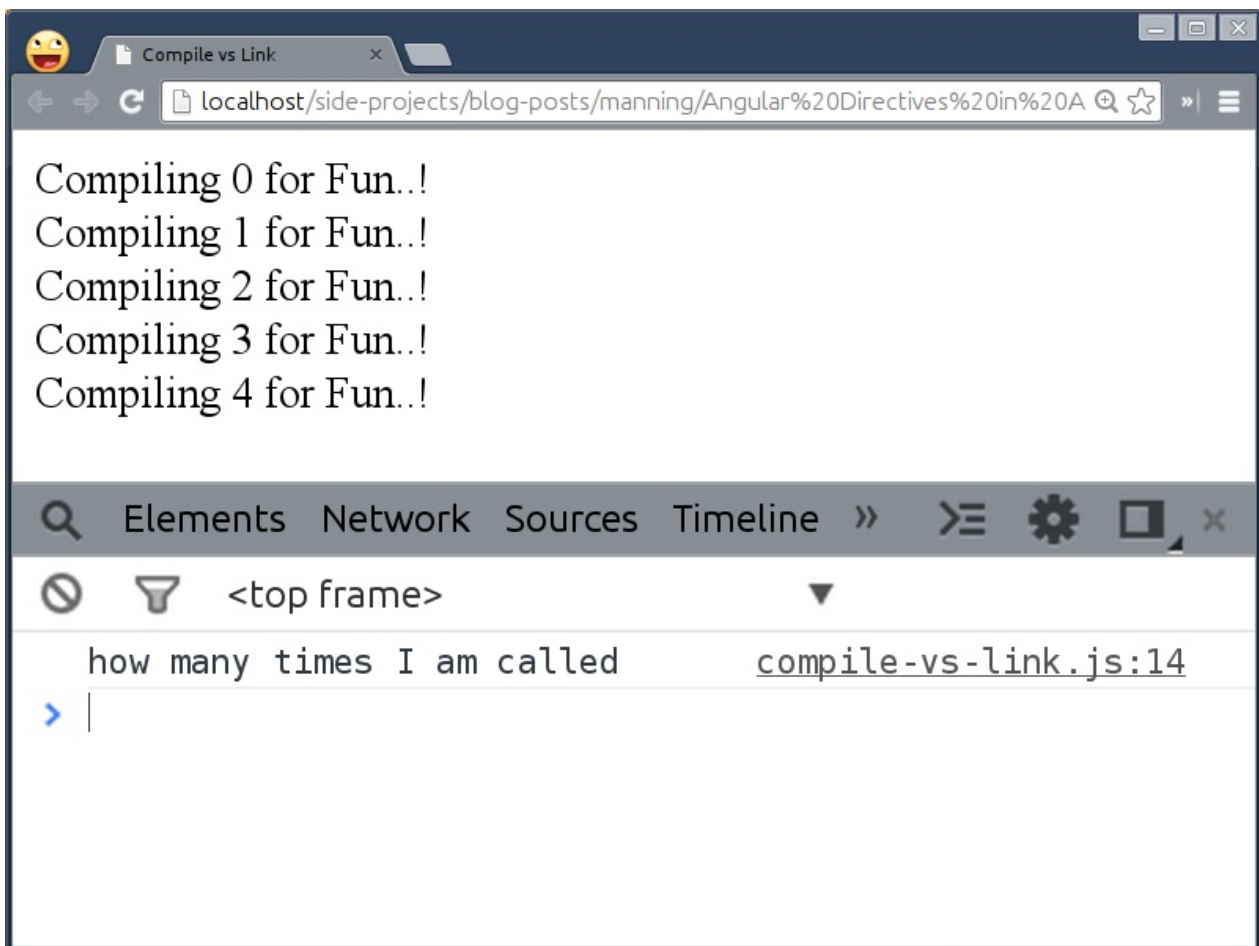 Compile vs Link
localhost/side-projects/blog-posts/manning/Angular%20Directives%20in%20A
Compiling 0 for Fun..!
Compiling 1 for Fun..!
Compiling 2 for Fun..!
Compiling 3 for Fun..!
Compiling 4 for Fun..!
Elements Network Sources Timeline »
<top frame>
how many times I am called compile-vs-link.js:14